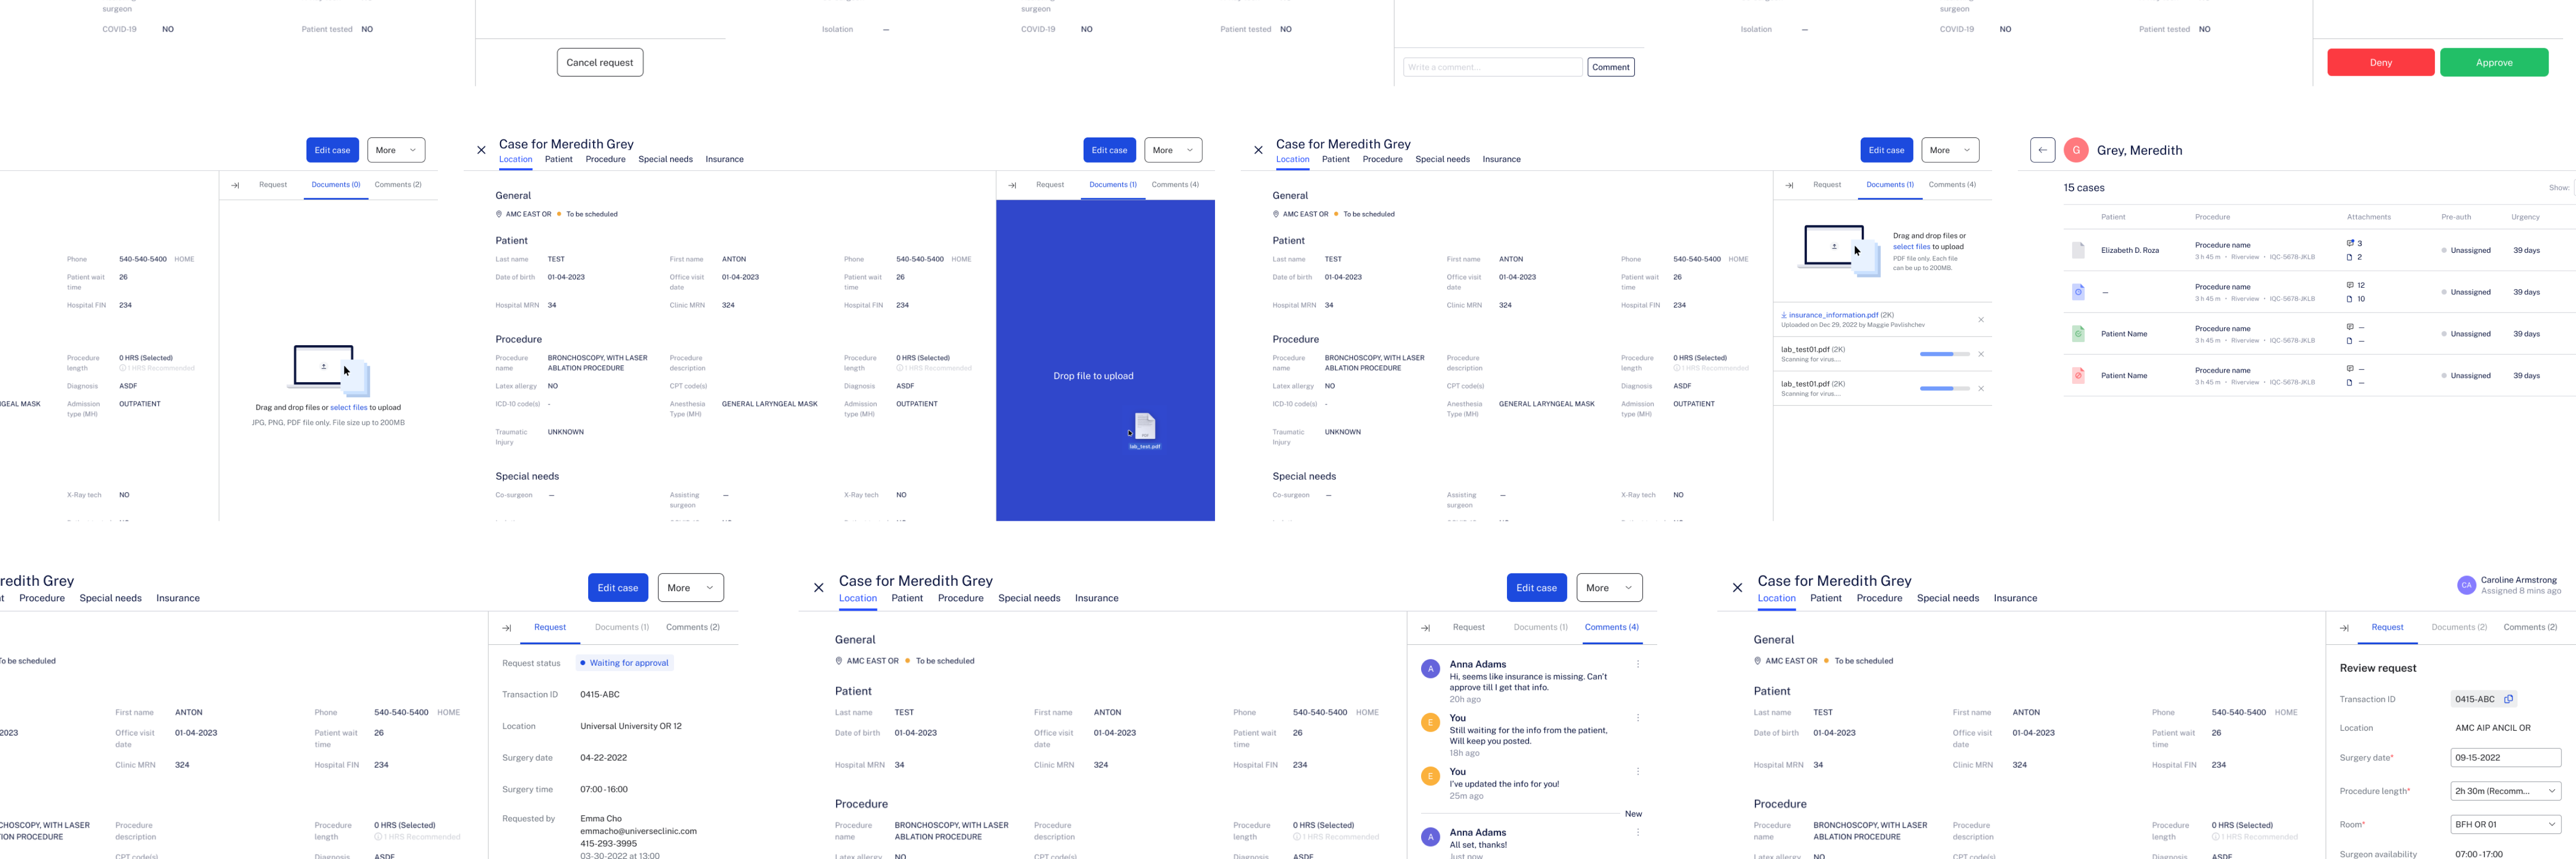 surgeon
COVID-19 NO Patient tested NO
Cancel request
surgeon
Isolation — COVID-19 NO Patient tested NO
Write a comment... Comment
surgeon
Isolation — COVID-19 NO Patient tested NO
Deny Approve
Edit case More
Request Documents (0) Comments (2)
Phone 540-540-5400 HOME
Patient wait time 26
Hospital FIN 234
Procedure length 0 HRS (Selected)
1 HRS Recommended
Diagnosis ASDF
GEAL MASK Admission type (MH) OUTPATIENT
X-Ray tech NO
Drag and drop files or select files to upload
JPG, PNG, PDF file only. File size up to 200MB
Case for Meredith Grey
Location Patient Procedure Special needs Insurance
Edit case More
Request Documents (1) Comments (4)
General
AMC EAST OR To be scheduled
Patient
Last name TEST First name ANTON Phone 540-540-5400 HOME
Date of birth 01-04-2023 Office visit date 01-04-2023 Patient wait time 26
Hospital MRN 34 Clinic MRN 324 Hospital FIN 234
Procedure
Procedure name BRONCHOSCOPY, WITH LASER ABLATION PROCEDURE Procedure description Procedure length 0 HRS (Selected)
1 HRS Recommended
Latex allergy NO CPT code(s) Diagnosis ASDF
ICD-10 code(s) - Anesthesia Type (MH) GENERAL LARYNGEAL MASK Admission type (MH) OUTPATIENT
Traumatic Injury UNKNOWN
Special needs
Co-surgeon — Assisting surgeon — X-Ray tech NO
Drop file to upload
PDF
lab_test.pdf
Case for Meredith Grey
Location Patient Procedure Special needs Insurance
Edit case More
Request Documents (1) Comments (4)
General
AMC EAST OR To be scheduled
Patient
Last name TEST First name ANTON Phone 540-540-5400 HOME
Date of birth 01-04-2023 Office visit date 01-04-2023 Patient wait time 26
Hospital MRN 34 Clinic MRN 324 Hospital FIN 234
Procedure
Procedure name BRONCHOSCOPY, WITH LASER ABLATION PROCEDURE Procedure description Procedure length 0 HRS (Selected)
1 HRS Recommended
Latex allergy NO CPT code(s) Diagnosis ASDF
ICD-10 code(s) - Anesthesia Type (MH) GENERAL LARYNGEAL MASK Admission type (MH) OUTPATIENT
Traumatic Injury UNKNOWN
Special needs
Co-surgeon — Assisting surgeon — X-Ray tech NO
Drag and drop files or
select files to upload
PDF file only. Each file
can be up to 200MB.
insurance_information.pdf (2K)
Uploaded on Dec 29, 2022 by Maggie Pavlishchev
lab_test01.pdf (2K)
Scanning for virus....
lab_test01.pdf (2K)
Scanning for virus....
G Grey, Meredith
15 cases Show:
Patient Procedure Attachments Pre-auth Urgency
Elizabeth D. Roza Procedure name 3 Unassigned 39 days
3 h 45 m • Riverview • IQC-5678-JKLB 2
— Procedure name 12 Unassigned 39 days
3 h 45 m • Riverview • IQC-5678-JKLB 10
Patient Name Procedure name — Unassigned 39 days
3 h 45 m • Riverview • IQC-5678-JKLB —
Patient Name Procedure name — Unassigned 39 days
3 h 45 m • Riverview • IQC-5678-JKLB —
redith Grey
t Procedure Special needs Insurance
Edit case More
Request Documents (1) Comments (2)
To be scheduled
First name ANTON Phone 540-540-5400 HOME
2023 Office visit date 01-04-2023 Patient wait time 26
Clinic MRN 324 Hospital FIN 234
CHOSCOPY, WITH LASER
ION PROCEDURE Procedure description Procedure length 0 HRS (Selected)
1 HRS Recommended
CPT code(s) Diagnosis ASDF
Request status Waiting for approval
Transaction ID 0415-ABC
Location Universal University OR 12
Surgery date 04-22-2022
Surgery time 07:00 - 16:00
Requested by Emma Cho
emmacho@universeclinic.com
415-293-3995
03-30-2022 at 13:00
Case for Meredith Grey
Location Patient Procedure Special needs Insurance
Edit case More
Request Documents (1) Comments (4)
General
AMC EAST OR To be scheduled
Patient
Last name TEST First name ANTON Phone 540-540-5400 HOME
Date of birth 01-04-2023 Office visit date 01-04-2023 Patient wait time 26
Hospital MRN 34 Clinic MRN 324 Hospital FIN 234
Procedure
Procedure name BRONCHOSCOPY, WITH LASER ABLATION PROCEDURE Procedure description Procedure length 0 HRS (Selected)
1 HRS Recommended
Latex allergy NO CPT code(s) Diagnosis ASDF
A Anna Adams
Hi, seems like insurance is missing. Can't
approve till I get that info.
20h ago
E You
Still waiting for the info from the patient,
Will keep you posted.
18h ago
E You
I've updated the info for you!
25m ago
New
A Anna Adams
All set, thanks!
Just now
Case for Meredith Grey
Location Patient Procedure Special needs Insurance
CA Caroline Armstrong
Assigned 8 mins ago
Request Documents (2) Comments (2)
General
AMC EAST OR To be scheduled
Patient
Last name TEST First name ANTON Phone 540-540-5400 HOME
Date of birth 01-04-2023 Office visit date 01-04-2023 Patient wait time 26
Hospital MRN 34 Clinic MRN 324 Hospital FIN 234
Procedure
Procedure name BRONCHOSCOPY, WITH LASER ABLATION PROCEDURE Procedure description Procedure length 0 HRS (Selected)
1 HRS Recommended
Latex allergy NO CPT code(s) Diagnosis ASDF
Review request
Transaction ID 0415-ABC
Location AMC AIP ANCIL OR
Surgery date* 09-15-2022
Procedure length* 2h 30m (Recomm...
Room* BFH OR 01
Surgeon availability 07:00 - 17:00